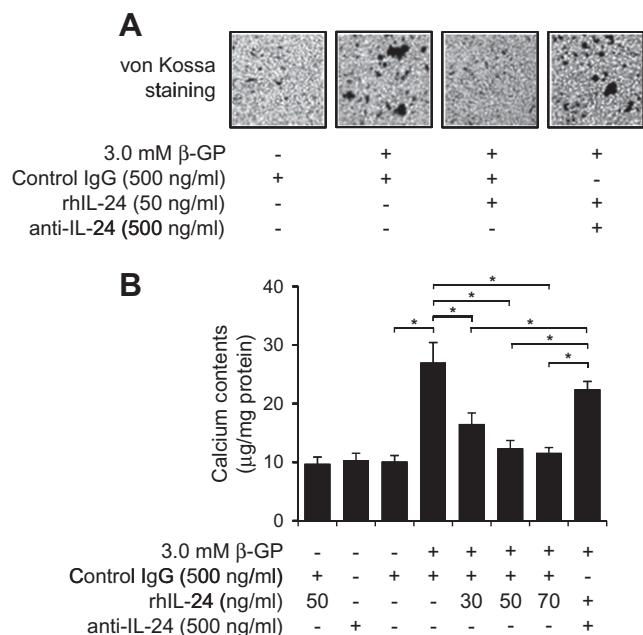 A
von Kossa
staining
3.0 mM β-GP - + + +
Control IgG (500 ng/ml) + + + -
rhIL-24 (50 ng/ml) - - + +
anti-IL-24 (500 ng/ml) - - - +
B
Calcium contents
(μg/mg protein)
40
30
20
10
0
* * * * * * *
3.0 mM β-GP - - - + + + + +
Control IgG (500 ng/ml) + - + + + + + -
rhIL-24 (ng/ml) 50 - - - 30 50 70 +
anti-IL-24 (500 ng/ml) - + - - - - - +